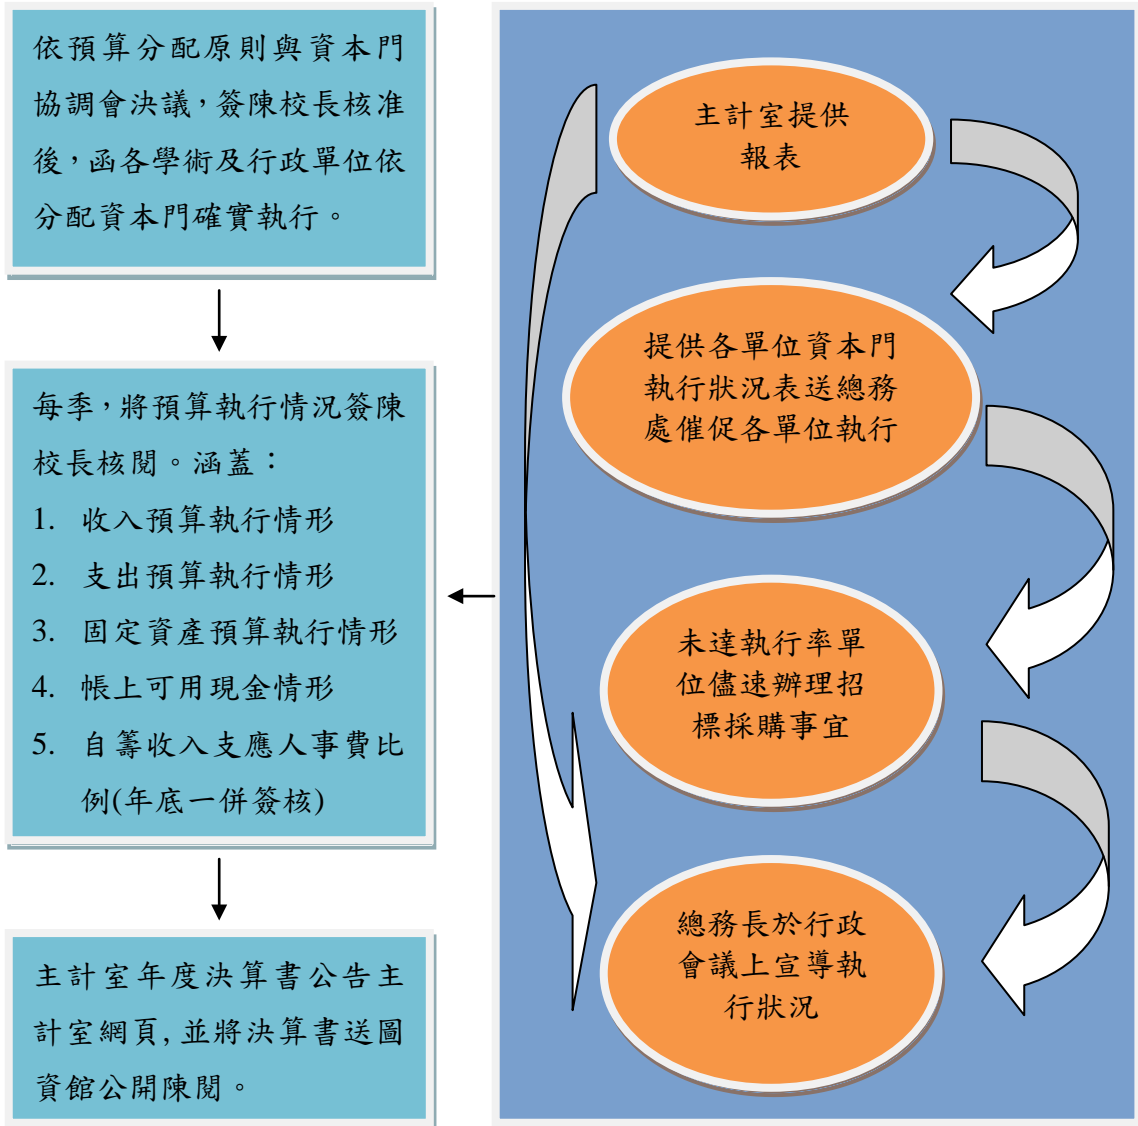 依預算分配原則與資本門
協調會決議，簽陳校長核准
後，函各學術及行政單位依
分配資本門確實執行。
每季，將預算執行情況簽陳
校長核閱。涵蓋：
1. 收入預算執行情形
2. 支出預算執行情形
3. 固定資產預算執行情形
4. 帳上可用現金情形
5. 自籌收入支應人事費比
例(年底一併簽核)
主計室年度決算書公告主
計室網頁,並將決算書送圖
資館公開陳閱。
主計室提供
報表
提供各單位資本門
執行狀況表送總務
處催促各單位執行
未達執行率單
位儘速辦理招
標採購事宜
總務長於行政
會議上宣導執
行狀況